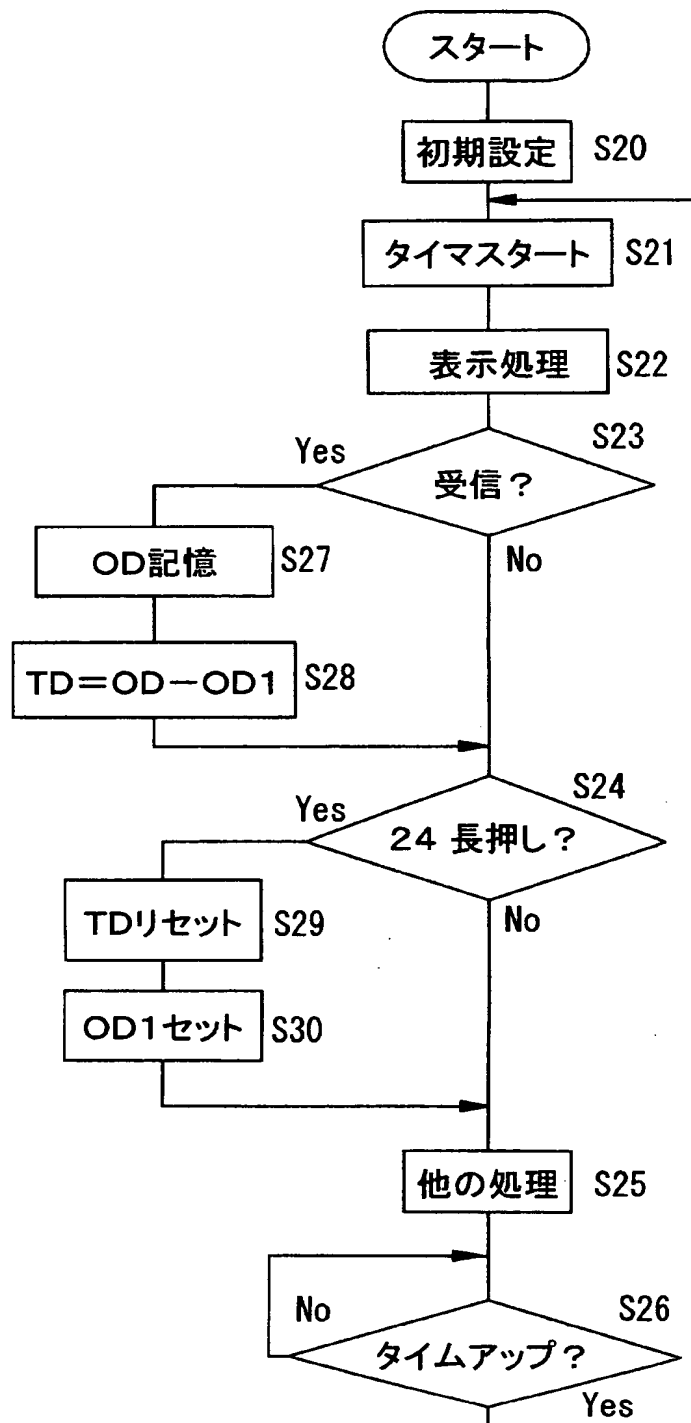 スタート
初期設定 S20
タイマスタート S21
表示処理 S22
S23
Yes
受信?
No
OD記憶 S27
TD=OD-OD1 S28
S24
Yes
24 長押し?
No
TDリセット S29
OD1セット S30
他の処理 S25
S26
No
タイムアップ?
Yes